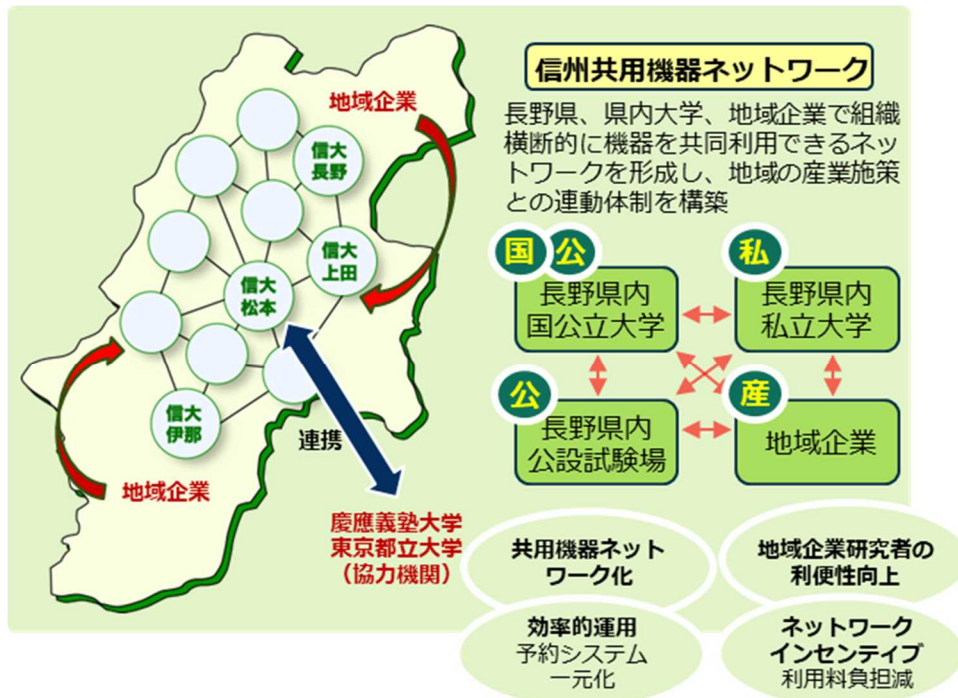 地域企業
信大
長野
信大
上田
信大
松本
信大
伊那
地域企業
連携
慶應義塾大学
東京都立大学
（協力機関）
信州共用機器ネットワーク
長野県、県内大学、地域企業で組織
横断的に機器を共同利用できるネッ
トワークを形成し、地域の産業施策
との連動体制を構築
国 公
長野県内
国公立大学
私
長野県内
私立大学
公
長野県内
公設試験場
産
地域企業
共用機器ネット
ワーク化
地域企業研究者の
利便性向上
効率的運用
予約システム
一元化
ネットワーク
インセンティブ
利用料負担減